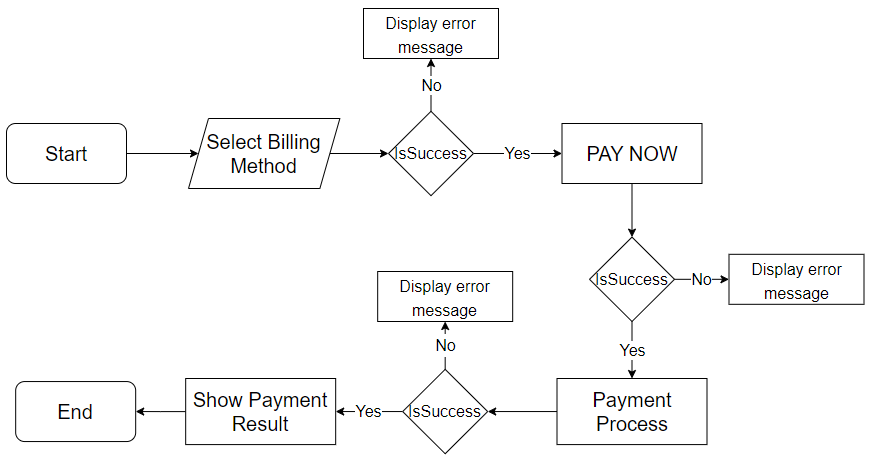 Display error
message
No
Start
Select Billing
Method
IsSuccess
Yes
PAY NOW
IsSuccess
No
Display error
message
Yes
Display error
message
No
End
Show Payment
Result
Yes
IsSuccess
Payment
Process